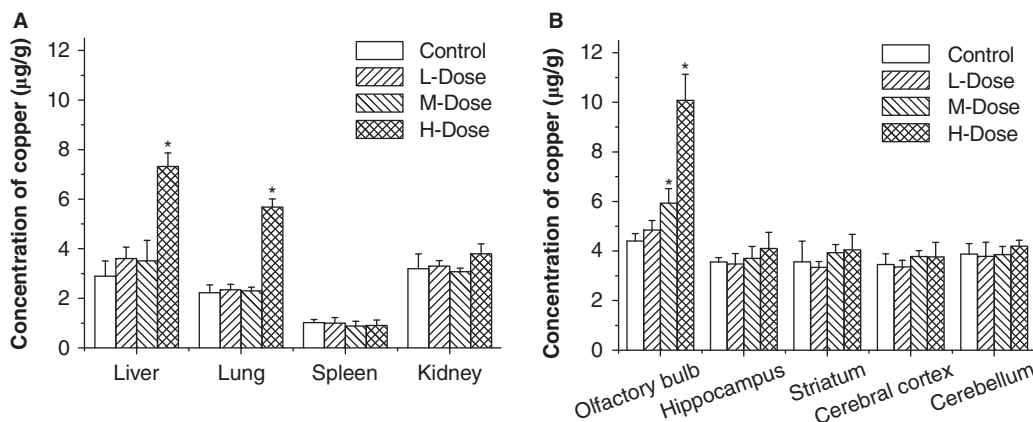 A
Concentration of copper (µg/g)
12
10
8
6
4
2
0
Control
L-Dose
M-Dose
H-Dose
*
*
Liver
Lung
Spleen
Kidney
B
Concentration of copper (µg/g)
12
10
8
6
4
2
0
Control
L-Dose
M-Dose
H-Dose
*
*
Olfactory bulb
Hippocampus
Striatum
Cerebral cortex
Cerebellum